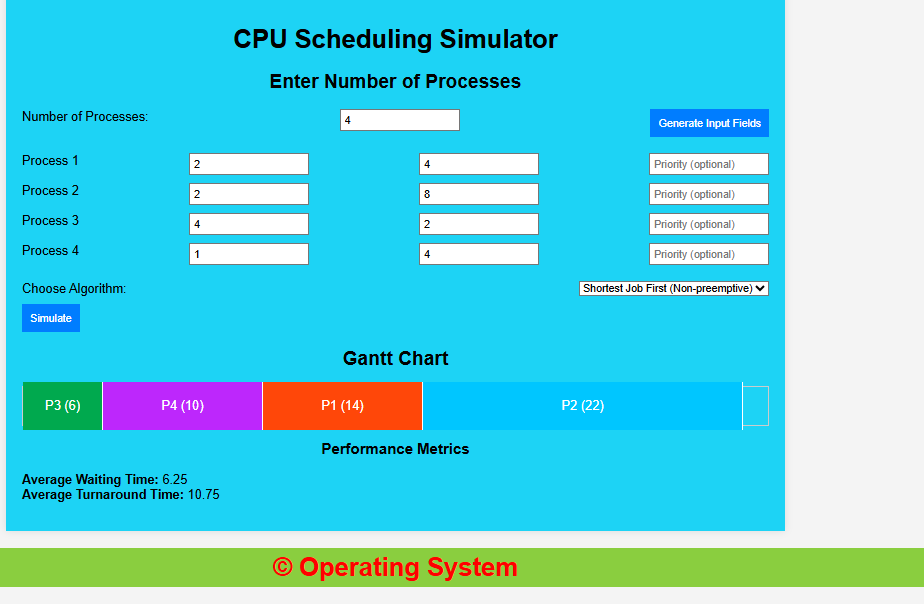 CPU Scheduling Simulator
Enter Number of Processes
Number of Processes: 4 Generate Input Fields
Process 1 2 4 Priority (optional)
Process 2 2 8 Priority (optional)
Process 3 4 2 Priority (optional)
Process 4 1 4 Priority (optional)
Choose Algorithm: Shortest Job First (Non-preemptive)
Simulate
Gantt Chart
P3 (6) P4 (10) P1 (14) P2 (22)
Performance Metrics
Average Waiting Time: 6.25
Average Turnaround Time: 10.75
© Operating System